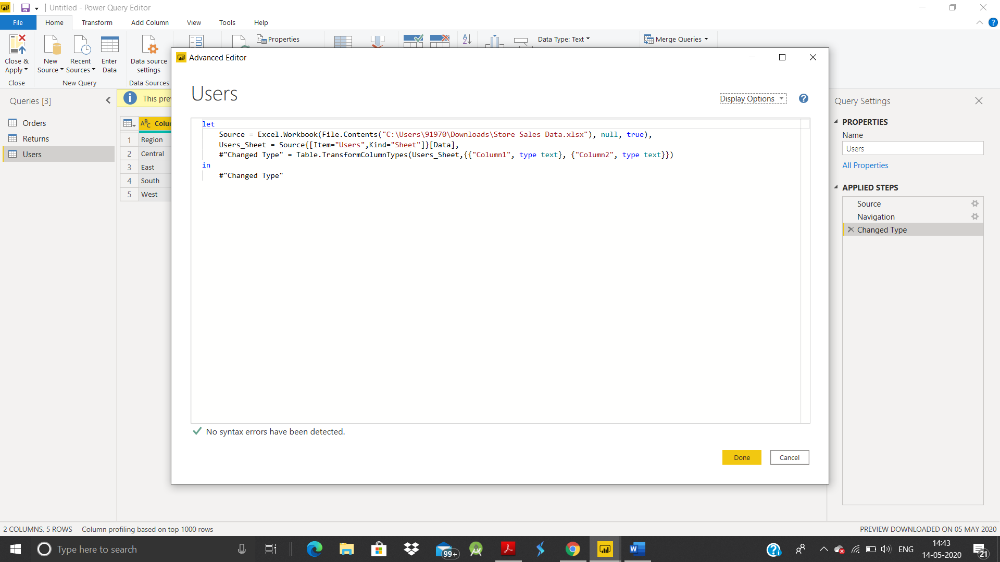 Untitled - Power Query Editor
File Home Transform Add Column View Tools Help
Close & Apply
New Source
Recent Sources
Enter Data
Data source settings
Properties
Data Type: Text
Merge Queries
Close
New Query
Data Sources
Queries [3]
Orders
Returns
Users
This pre
ABC Colu
1 Region
2 Central
3 East
4 South
5 West
Advanced Editor
Users
Display Options
let
Source = Excel.Workbook(File.Contents("C:\Users\91970\Downloads\Store Sales Data.xlsx"), null, true),
Users_Sheet = Source{[Item="Users",Kind="Sheet"]}[Data],
#"Changed Type" = Table.TransformColumnTypes(Users_Sheet,{{"Column1", type text}, {"Column2", type text}})
in
#"Changed Type"
No syntax errors have been detected.
Done Cancel
Query Settings
PROPERTIES
Name
Users
All Properties
APPLIED STEPS
Source
Navigation
Changed Type
2 COLUMNS, 5 ROWS Column profiling based on top 1000 rows
PREVIEW DOWNLOADED ON 05 MAY 2020
Type here to search
99+
ENG
14:43
14-05-2020
21